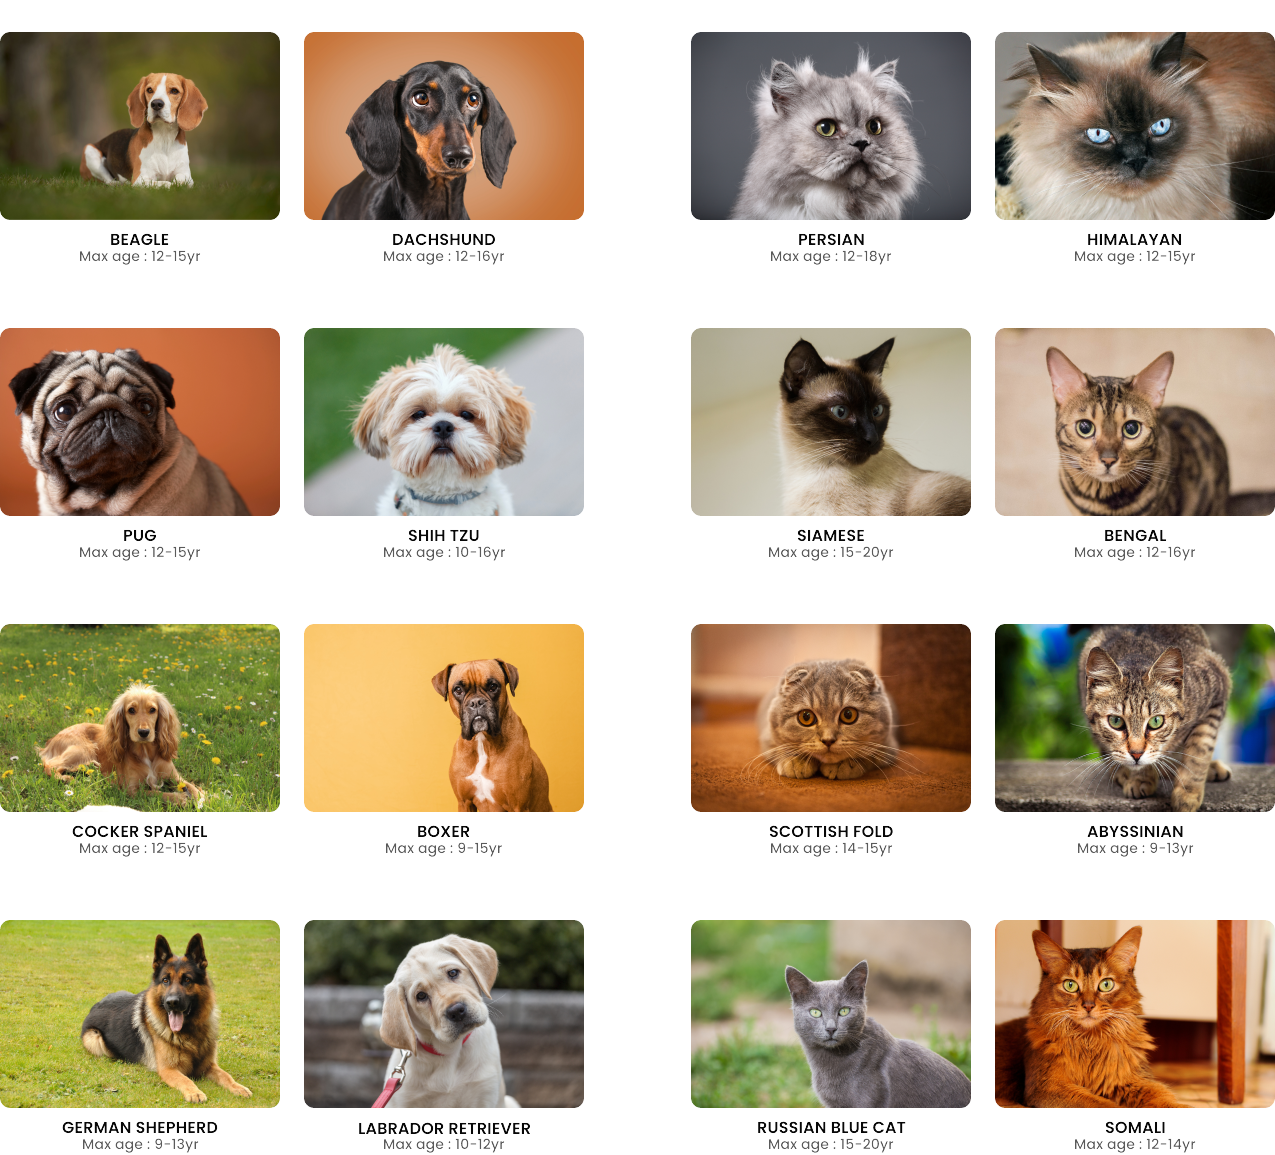 BEAGLE
Max age : 12-15yr
DACHSHUND
Max age : 12-16yr
PERSIAN
Max age : 12-18yr
HIMALAYAN
Max age : 12-15yr
PUG
Max age : 12-15yr
SHIH TZU
Max age : 10-16yr
SIAMESE
Max age : 15-20yr
BENGAL
Max age : 12-16yr
COCKER SPANIEL
Max age : 12-15yr
BOXER
Max age : 9-15yr
SCOTTISH FOLD
Max age : 14-15yr
ABYSSINIAN
Max age : 9-13yr
GERMAN SHEPHERD
Max age : 9-13yr
LABRADOR RETRIEVER
Max age : 10-12yr
RUSSIAN BLUE CAT
Max age : 15-20yr
SOMALI
Max age : 12-14yr